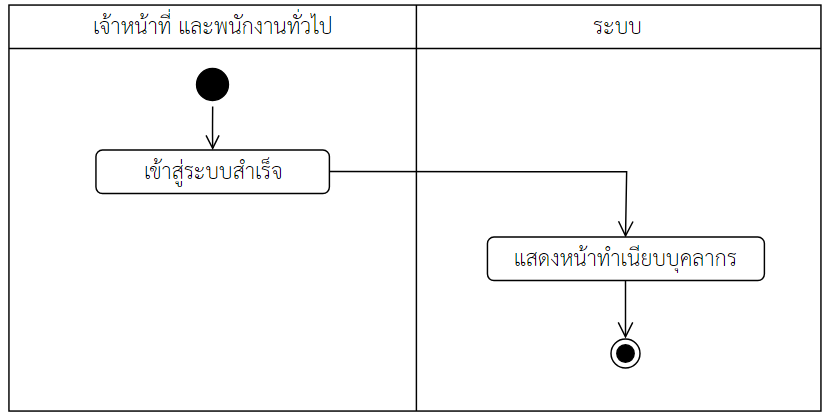 เจ้าหน้าที่ และพนักงานทั่วไป
ระบบ
เข้าสู่ระบบสำเร็จ
แสดงหน้าทำเนียบบุคลากร